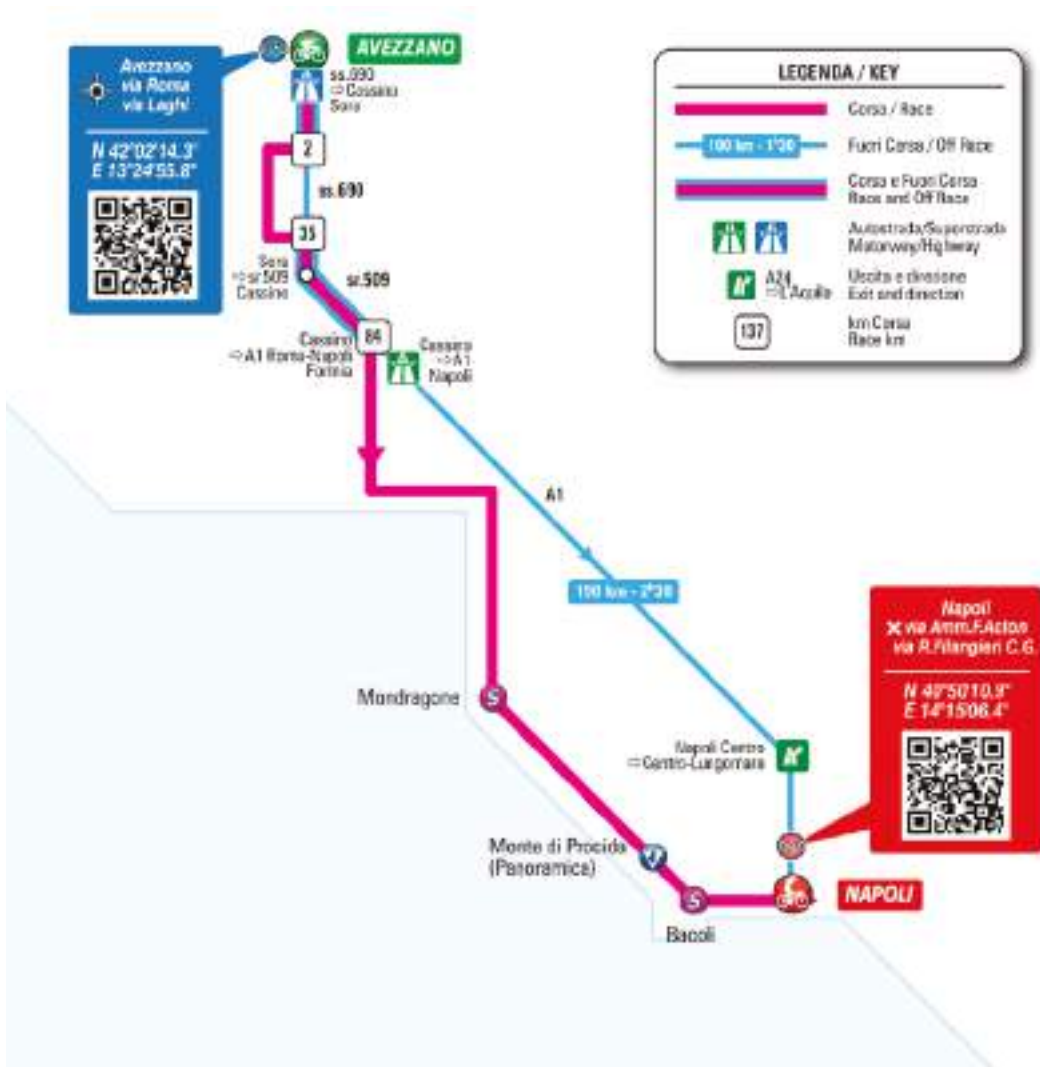 AVEZZANO
Avezzano
via Roma
via Laghi
N 42°02'14.3"
E 13°24'55.8"
ss.690
⇨Cassino
Sora
2
ss.690
35
Sora
⇨sr.509
Cassino
sr.509
84
Cassino
⇨A1 Roma-Napoli
Formia
Cassino
⇨A1
Napoli
LEGENDA / KEY
Corsa / Race
100 km - 1h30
Fuori Corsa / Off Race
Corsa e Fuori Corsa
Race and Off Race
Autostrada/Superstrada
Motorway/Highway
A24
⇨L'Aquila
Uscita e direzione
Exit and direction
137
km Corsa
Race km
A1
190 km - 2h30
Napoli
via Amm.F.Acton
via R.Filangieri C.G.
N 40°50'10.9"
E 14°15'06.4"
Mondragone
S
Napoli Centro
⇨Centro-Lungomare
Monte di Procida
(Panoramica)
S
NAPOLI
Bacoli